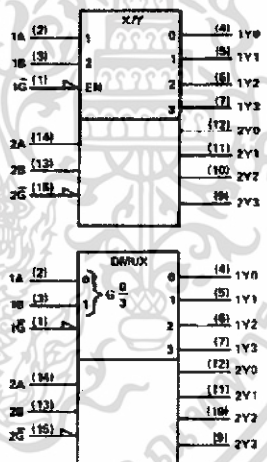 X/Y
1A (2) 1 0 (4) 1Y0
1B (3) 2 1 (5) 1Y1
1G̅ (1) EN 2 (6) 1Y2
3 (7) 1Y3
2A (14) (12) 2Y0
2B (13) (11) 2Y1
2G̅ (15) (10) 2Y2
(9) 2Y3
DMUX
1A (2) 0 G 0/3 0 (4) 1Y0
1B (3) 1 1 (5) 1Y1
1G̅ (1) 2 (6) 1Y2
3 (7) 1Y3
2A (14) (12) 2Y0
2B (13) (11) 2Y1
2G̅ (15) (10) 2Y2
(9) 2Y3